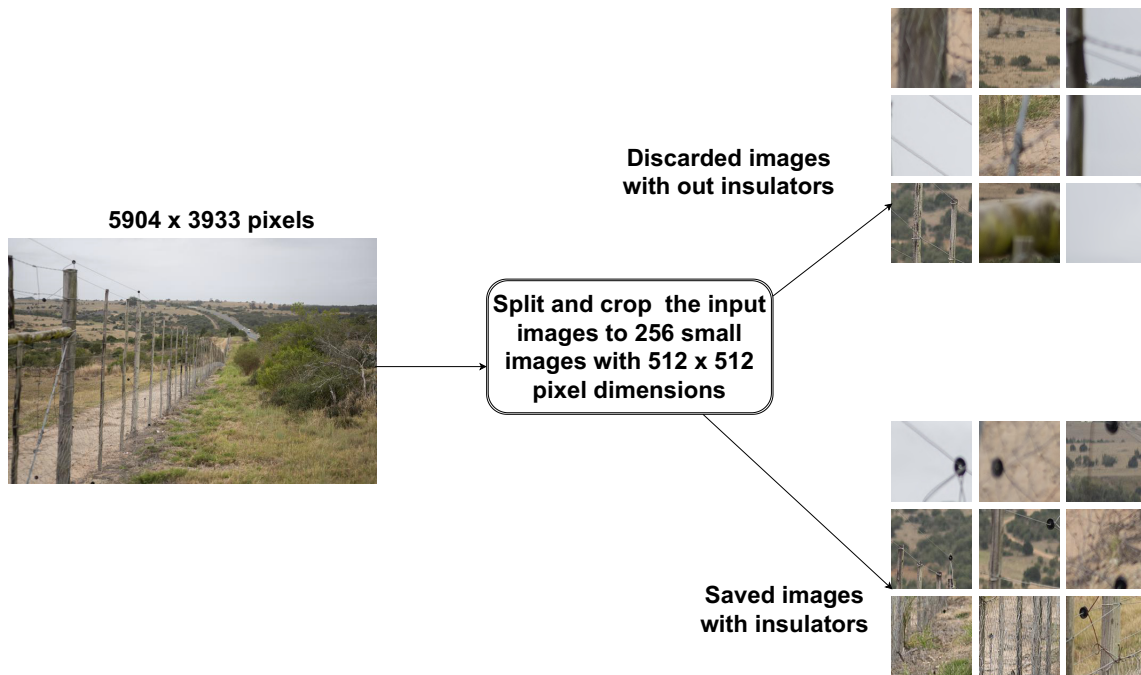 5904 x 3933 pixels
Split and crop the input
images to 256 small
images with 512 x 512
pixel dimensions
Discarded images
with out insulators
Saved images
with insulators